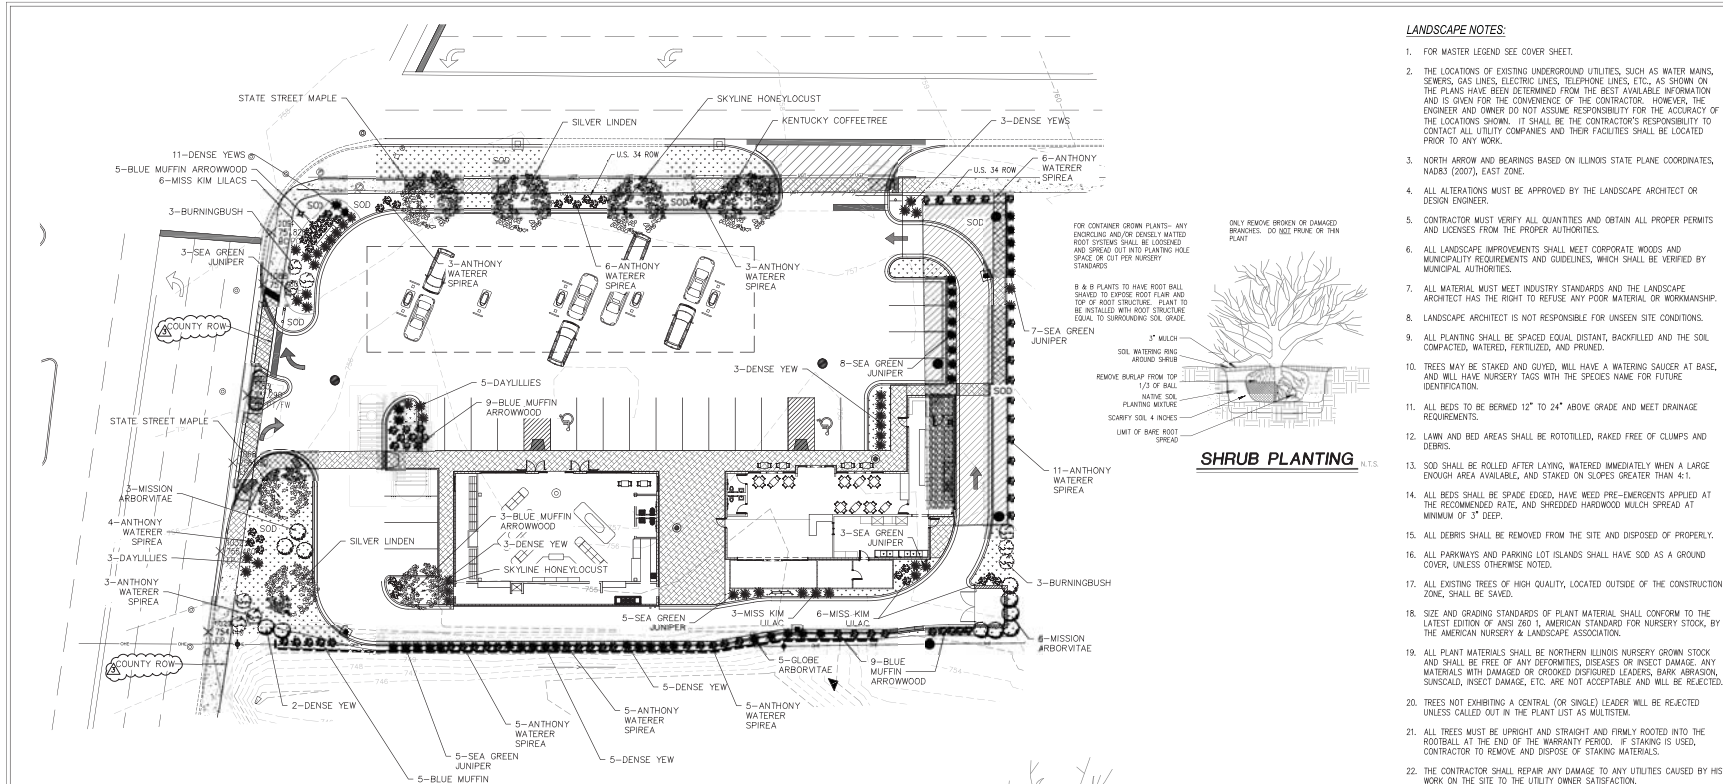 STATE STREET MAPLE
SKYLINE HONEYLOCUST
SILVER LINDEN
KENTUCKY COFFEETREE
3-DENSE YEWS
11-DENSE YEWS
5-BLUE MUFFIN ARROWWOOD
6-MISS KIM LILACS
3-BURNINGBUSH
3-SEA GREEN
JUNIPER
SOD
U.S. 34 ROW
6-ANTHONY
WATERER
SPIREA
U.S. 34 ROW
SOD
SOD
SOD
SOD
SOD
3-ANTHONY
WATERER
SPIREA
6-ANTHONY
WATERER
SPIREA
3-ANTHONY
WATERER
SPIREA
COUNTY ROW
3
7-SEA GREEN
JUNIPER
8-SEA GREEN
JUNIPER
3-DENSE YEW
5-DAYLILLIES
9-BLUE MUFFIN
ARROWWOOD
SOD
STATE STREET MAPLE
11-ANTHONY
WATERER
SPIREA
3-MISSION
ARBORVITAE
4-ANTHONY
WATERER
SPIREA
3-DAYLILLIES
3-ANTHONY
WATERER
SPIREA
SOD
SILVER LINDEN
3-BLUE MUFFIN
ARROWWOOD
3-DENSE YEW
SKYLINE HONEYLOCUST
3-SEA GREEN
JUNIPER
3-BURNINGBUSH
5-SEA GREEN
JUNIPER
3-MISS KIM
LILAC
6-MISS KIM
LILAC
6-MISSION
ARBORVITAE
COUNTY ROW
3
2-DENSE YEW
5-BLUE MUFFIN
5-SEA GREEN
JUNIPER
5-ANTHONY
WATERER
SPIREA
5-DENSE YEW
5-ANTHONY
WATERER
SPIREA
5-DENSE YEW
5-ANTHONY
WATERER
SPIREA
5-GLOBE
ARBORVITAE
9-BLUE
MUFFIN
ARROWWOOD
FOR CONTAINER GROWN PLANTS- ANY
ENCIRCLING AND/OR DENSELY MATTED
ROOT SYSTEMS SHALL BE LOOSENED
AND SPREAD OUT INTO PLANTING HOLE
SPACE OR CUT PER NURSERY
STANDARDS
B & B PLANTS TO HAVE ROOT BALL
SHAVED TO EXPOSE ROOT FLAIR AND
TOP OF ROOT STRUCTURE. PLANT TO
BE INSTALLED WITH ROOT STRUCTURE
EQUAL TO SURROUNDING SOIL GRADE.
ONLY REMOVE BROKEN OR DAMAGED
BRANCHES. DO NOT PRUNE OR THIN
PLANT
3" MULCH
SOIL WATERING RING
AROUND SHRUB
REMOVE BURLAP FROM TOP
1/3 OF BALL
NATIVE SOIL
PLANTING MIXTURE
SCARIFY SOIL 4 INCHES
LIMIT OF BARE ROOT
SPREAD
SHRUB PLANTING N.T.S.
LANDSCAPE NOTES:
1. FOR MASTER LEGEND SEE COVER SHEET.
2. THE LOCATIONS OF EXISTING UNDERGROUND UTILITIES, SUCH AS WATER MAINS,
SEWERS, GAS LINES, ELECTRIC LINES, TELEPHONE LINES, ETC., AS SHOWN ON
THE PLANS HAVE BEEN DETERMINED FROM THE BEST AVAILABLE INFORMATION
AND IS GIVEN FOR THE CONVENIENCE OF THE CONTRACTOR. HOWEVER, THE
ENGINEER AND OWNER DO NOT ASSUME RESPONSIBILITY FOR THE ACCURACY OF
THE LOCATIONS SHOWN. IT SHALL BE THE CONTRACTOR'S RESPONSIBILITY TO
CONTACT ALL UTILITY COMPANIES AND THEIR FACILITIES SHALL BE LOCATED
PRIOR TO ANY WORK.
3. NORTH ARROW AND BEARINGS BASED ON ILLINOIS STATE PLANE COORDINATES,
NAD83 (2007), EAST ZONE.
4. ALL ALTERATIONS MUST BE APPROVED BY THE LANDSCAPE ARCHITECT OR
DESIGN ENGINEER.
5. CONTRACTOR MUST VERIFY ALL QUANTITIES AND OBTAIN ALL PROPER PERMITS
AND LICENSES FROM THE PROPER AUTHORITIES.
6. ALL LANDSCAPE IMPROVEMENTS SHALL MEET CORPORATE WOODS AND
MUNICIPALITY REQUIREMENTS AND GUIDELINES, WHICH SHALL BE VERIFIED BY
MUNICIPAL AUTHORITIES.
7. ALL MATERIAL MUST MEET INDUSTRY STANDARDS AND THE LANDSCAPE
ARCHITECT HAS THE RIGHT TO REFUSE ANY POOR MATERIAL OR WORKMANSHIP.
8. LANDSCAPE ARCHITECT IS NOT RESPONSIBLE FOR UNSEEN SITE CONDITIONS.
9. ALL PLANTING SHALL BE SPACED EQUAL DISTANT, BACKFILLED AND THE SOIL
COMPACTED, WATERED, FERTILIZED, AND PRUNED.
10. TREES MAY BE STAKED AND GUYED, WILL HAVE A WATERING SAUCER AT BASE,
AND WILL HAVE NURSERY TAGS WITH THE SPECIES NAME FOR FUTURE
IDENTIFICATION.
11. ALL BEDS TO BE BERMED 12" TO 24" ABOVE GRADE AND MEET DRAINAGE
REQUIREMENTS.
12. LAWN AND BED AREAS SHALL BE ROTOTILLED, RAKED FREE OF CLUMPS AND
DEBRIS.
13. SOD SHALL BE ROLLED AFTER LAYING, WATERED IMMEDIATELY WHEN A LARGE
ENOUGH AREA AVAILABLE, AND STAKED ON SLOPES GREATER THAN 4:1.
14. ALL BEDS SHALL BE SPADE EDGED, HAVE WEED PRE-EMERGENTS APPLIED AT
THE RECOMMENDED RATE, AND SHREDDED HARDWOOD MULCH SPREAD AT
MINIMUM OF 3" DEEP.
15. ALL DEBRIS SHALL BE REMOVED FROM THE SITE AND DISPOSED OF PROPERLY.
16. ALL PARKWAYS AND PARKING LOT ISLANDS SHALL HAVE SOD AS A GROUND
COVER, UNLESS OTHERWISE NOTED.
17. ALL EXISTING TREES OF HIGH QUALITY, LOCATED OUTSIDE OF THE CONSTRUCTION
ZONE, SHALL BE SAVED.
18. SIZE AND GRADING STANDARDS OF PLANT MATERIAL SHALL CONFORM TO THE
LATEST EDITION OF ANSI Z60 1, AMERICAN STANDARD FOR NURSERY STOCK, BY
THE AMERICAN NURSERY & LANDSCAPE ASSOCIATION.
19. ALL PLANT MATERIALS SHALL BE NORTHERN ILLINOIS NURSERY GROWN STOCK
AND SHALL BE FREE OF ANY DEFORMITIES, DISEASES OR INSECT DAMAGE. ANY
MATERIALS WITH DAMAGED OR CROOKED DISFIGURED LEADERS, BARK ABRASION,
SUNSCALD, INSECT DAMAGE, ETC. ARE NOT ACCEPTABLE AND WILL BE REJECTED.
20. TREES NOT EXHIBITING A CENTRAL (OR SINGLE) LEADER WILL BE REJECTED
UNLESS CALLED OUT IN THE PLANT LIST AS MULTISTEM.
21. ALL TREES MUST BE UPRIGHT AND STRAIGHT AND FIRMLY ROOTED INTO THE
ROOTBALL AT THE END OF THE WARRANTY PERIOD. IF STAKING IS USED,
CONTRACTOR TO REMOVE AND DISPOSE OF STAKING MATERIALS.
22. THE CONTRACTOR SHALL REPAIR ANY DAMAGE TO ANY UTILITIES CAUSED BY HIS
WORK ON THE SITE TO THE UTILITY OWNER SATISFACTION.